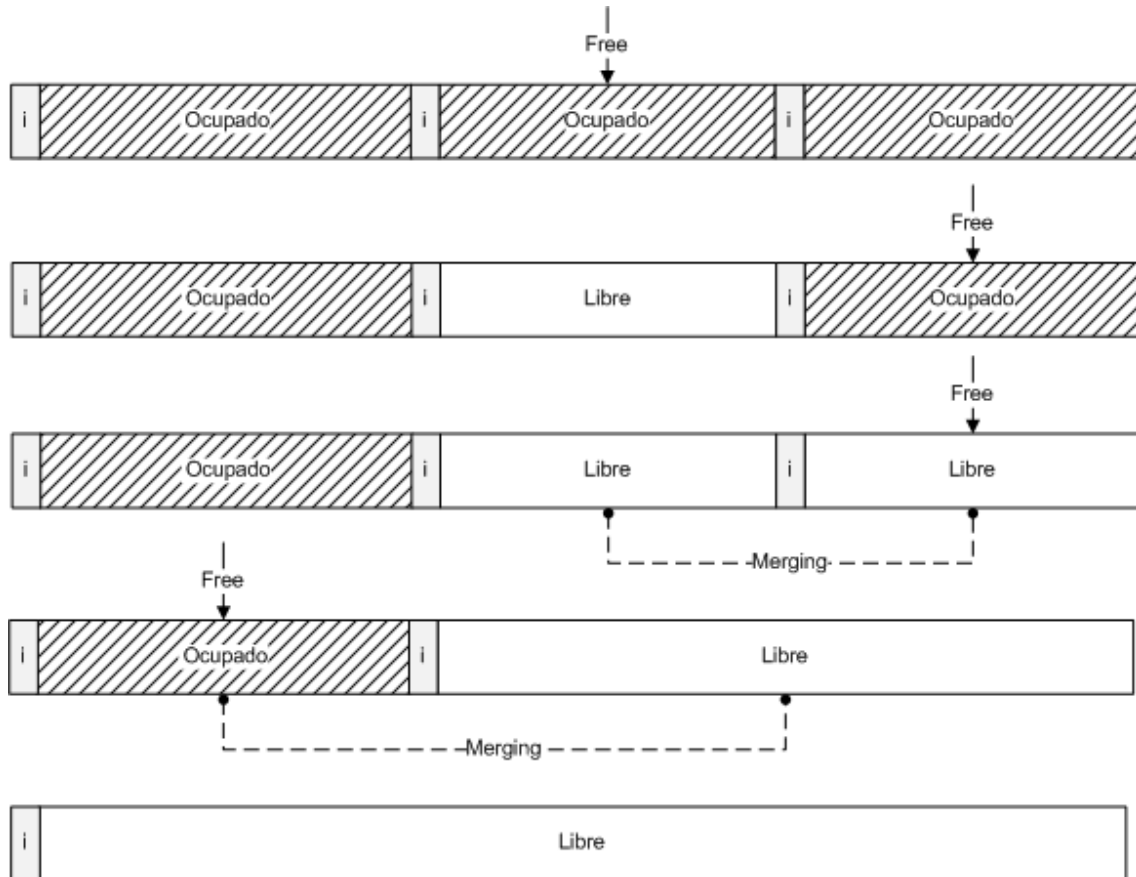 Free
i Ocupado i Ocupado i Ocupado
Free
i Ocupado i Libre i Ocupado
Free
i Ocupado i Libre i Libre
Merging
Free
i Ocupado i Libre
Merging
i Libre